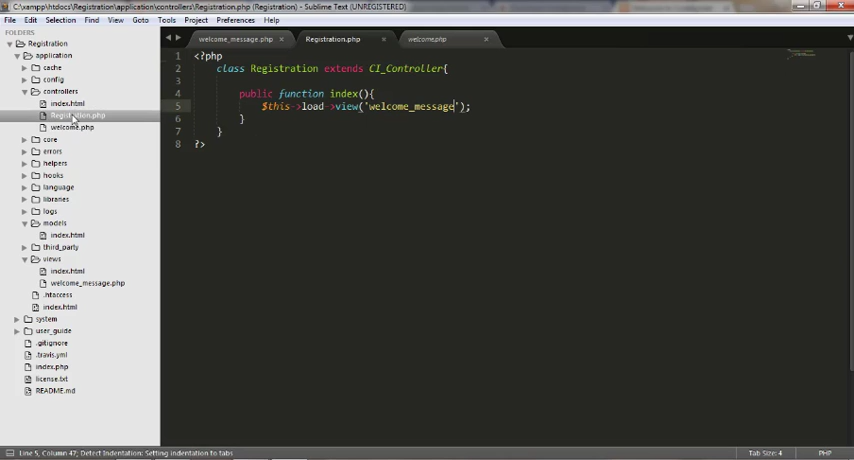 C:\xampp\htdocs\Registration\application\controllers\Registration.php (Registration) - Sublime Text (UNREGISTERED)
File Edit Selection Find View Goto Tools Project Preferences Help
FOLDERS
Registration
application
cache
config
controllers
index.html
Registration.php
welcome.php
core
errors
helpers
hooks
language
libraries
logs
models
index.html
third_party
views
index.html
welcome_message.php
.htaccess
index.html
system
user_guide
.gitignore
.travis.yml
index.php
license.txt
README.md
welcome_message.php × Registration.php × welcome.php ×
1 <?php
2 class Registration extends CI_Controller{
3
4 public function index(){
5 $this->load->view('welcome_message');
6 }
7 }
8 ?>
Line 5, Column 47; Detect Indentation: Setting indentation to tabs Tab Size: 4 PHP